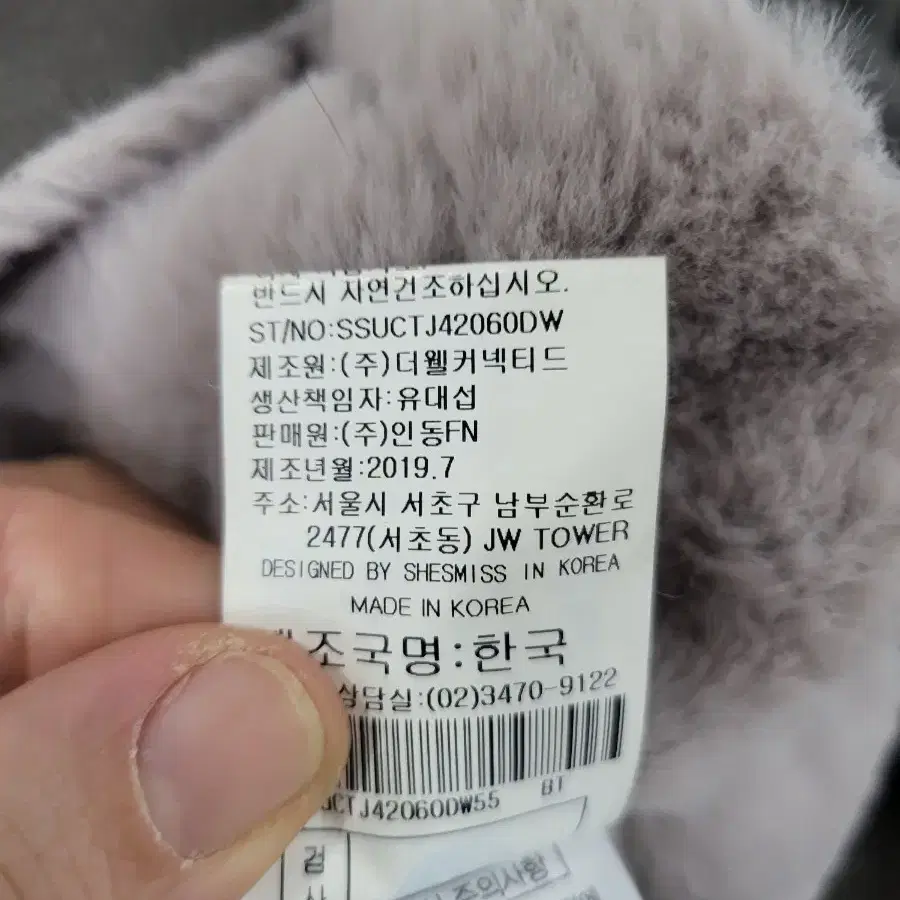 반드시 자연건조하십시오.
ST/NO:SSUCTJ42060DW
제조원:(주)더웰커넥티드
생산책임자:유대섭
판매원:(주)인동FN
제조년월:2019.7
주소:서울시 서초구 남부순환로
2477(서초동) JW TOWER
DESIGNED BY SHESMISS IN KOREA
MADE IN KOREA
조국명:한국
상담실:(02)3470-9122
UCTJ42060DW55 BT
검
사
주의사항